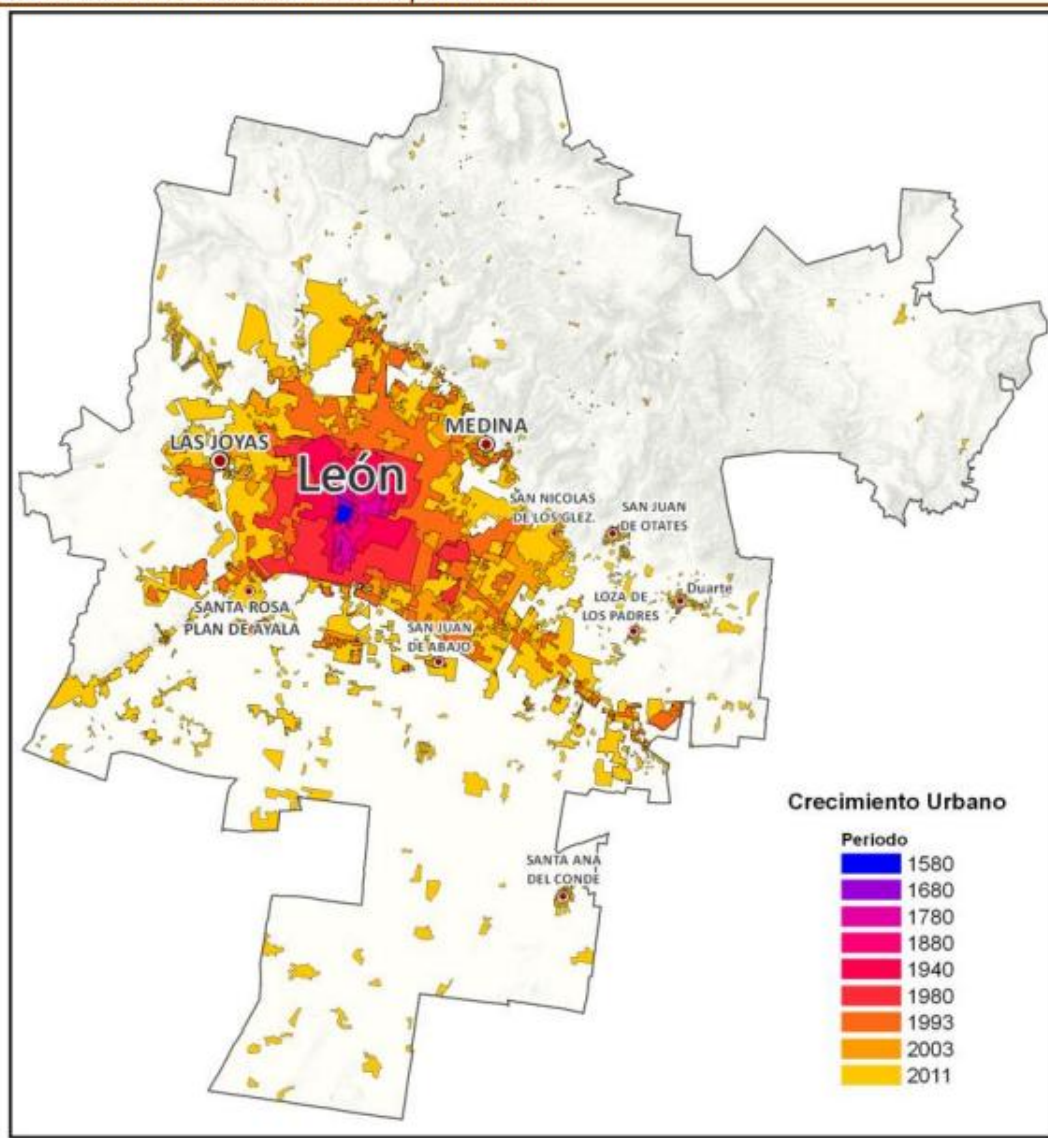 LAS JOYAS
MEDINA
León
SAN NICOLAS
DE LOS GLEZ.
SAN JUAN
DE OTATES
SANTA ROSA
PLAN DE AYALA
SAN JUAN
DE ABAJO
LOZA DE
LOS PADRES
Duarte
SANTA ANA
DEL CONDE
Crecimiento Urbano
Periodo
1580
1680
1780
1880
1940
1980
1993
2003
2011